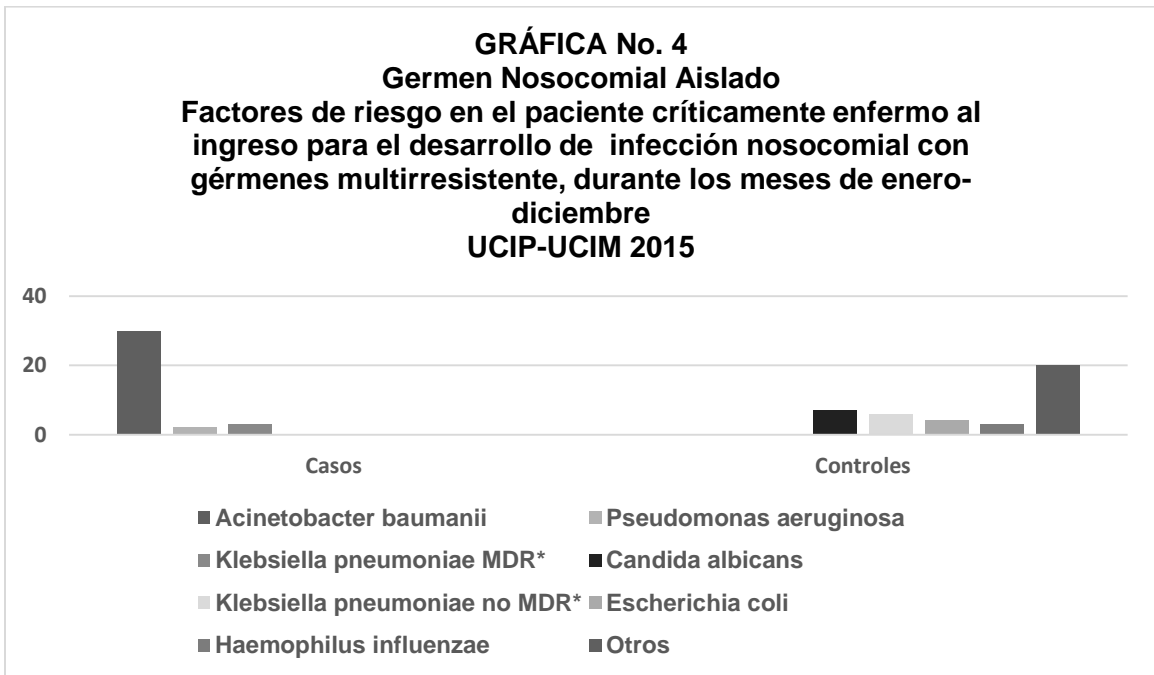 GRÁFICA No. 4
Germen Nosocomial Aislado
Factores de riesgo en el paciente críticamente enfermo al
ingreso para el desarrollo de infección nosocomial con
gérmenes multirresistente, durante los meses de enero-
diciembre
UCIP-UCIM 2015
40
20
0
Casos
Controles
Acinetobacter baumanii
Pseudomonas aeruginosa
Klebsiella pneumoniae MDR*
Candida albicans
Klebsiella pneumoniae no MDR*
Escherichia coli
Haemophilus influenzae
Otros